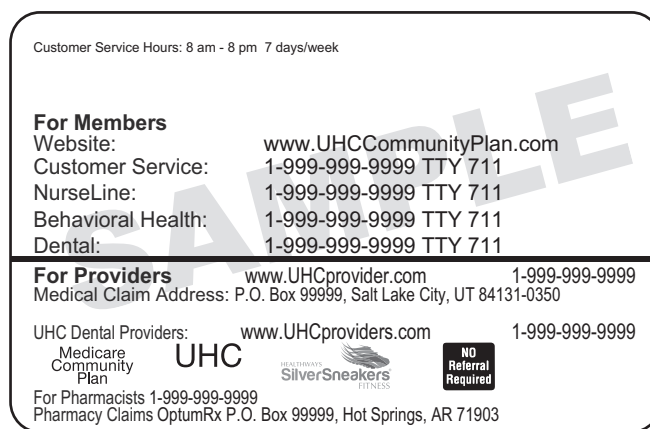 Customer Service Hours: 8 am - 8 pm 7 days/week
SAMPLE
For Members
Website: www.UHCCommunityPlan.com
Customer Service: 1-999-999-9999 TTY 711
NurseLine: 1-999-999-9999 TTY 711
Behavioral Health: 1-999-999-9999 TTY 711
Dental: 1-999-999-9999 TTY 711
For Providers www.UHCprovider.com 1-999-999-9999
Medical Claim Address: P.O. Box 99999, Salt Lake City, UT 84131-0350
UHC Dental Providers: www.UHCproviders.com 1-999-999-9999
Medicare
Community
Plan
UHC
HEALTHWAYS
SilverSneakers
FITNESS
NO
Referral
Required
For Pharmacists 1-999-999-9999
Pharmacy Claims OptumRx P.O. Box 99999, Hot Springs, AR 71903